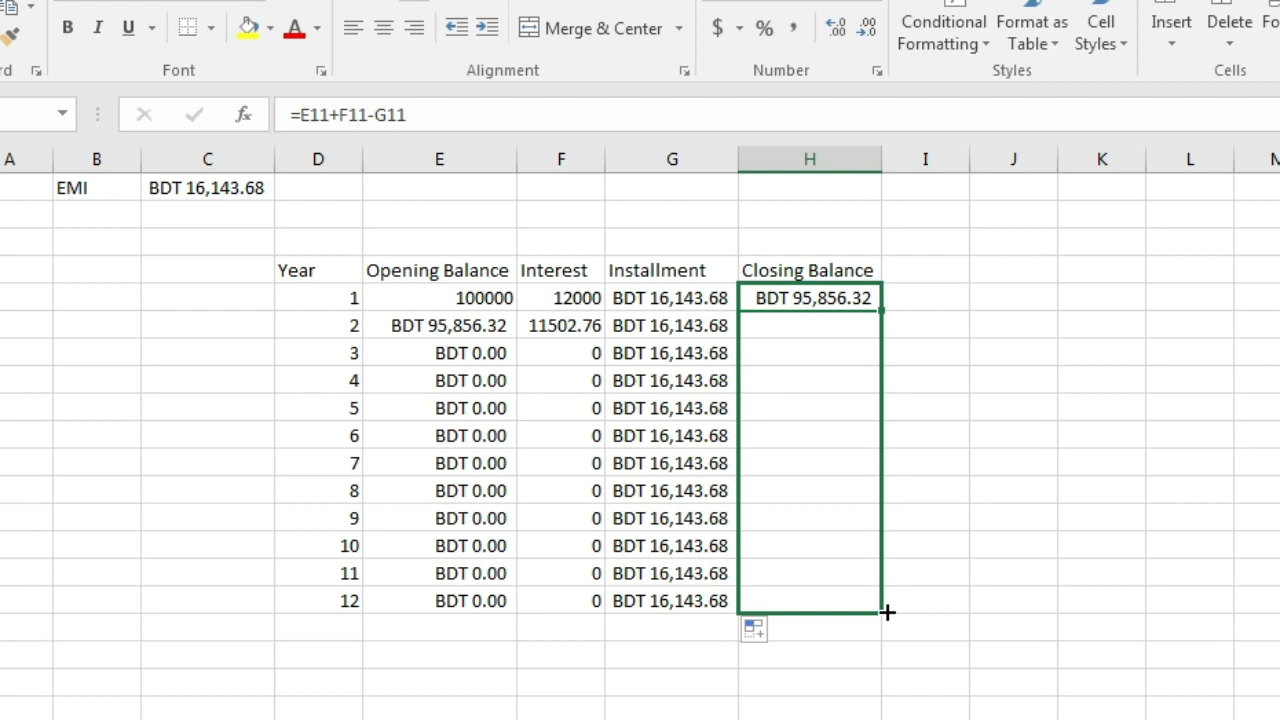 B I U A Merge & Center $ % , Conditional Format as Cell Insert Delete
Formatting Table Styles
Font Alignment Number Styles Cells
fx =E11+F11-G11
A B C D E F G H I J K L M
EMI BDT 16,143.68
Year Opening Balance Interest Installment Closing Balance
1 100000 12000 BDT 16,143.68 BDT 95,856.32
2 BDT 95,856.32 11502.76 BDT 16,143.68
3 BDT 0.00 0 BDT 16,143.68
4 BDT 0.00 0 BDT 16,143.68
5 BDT 0.00 0 BDT 16,143.68
6 BDT 0.00 0 BDT 16,143.68
7 BDT 0.00 0 BDT 16,143.68
8 BDT 0.00 0 BDT 16,143.68
9 BDT 0.00 0 BDT 16,143.68
10 BDT 0.00 0 BDT 16,143.68
11 BDT 0.00 0 BDT 16,143.68
12 BDT 0.00 0 BDT 16,143.68